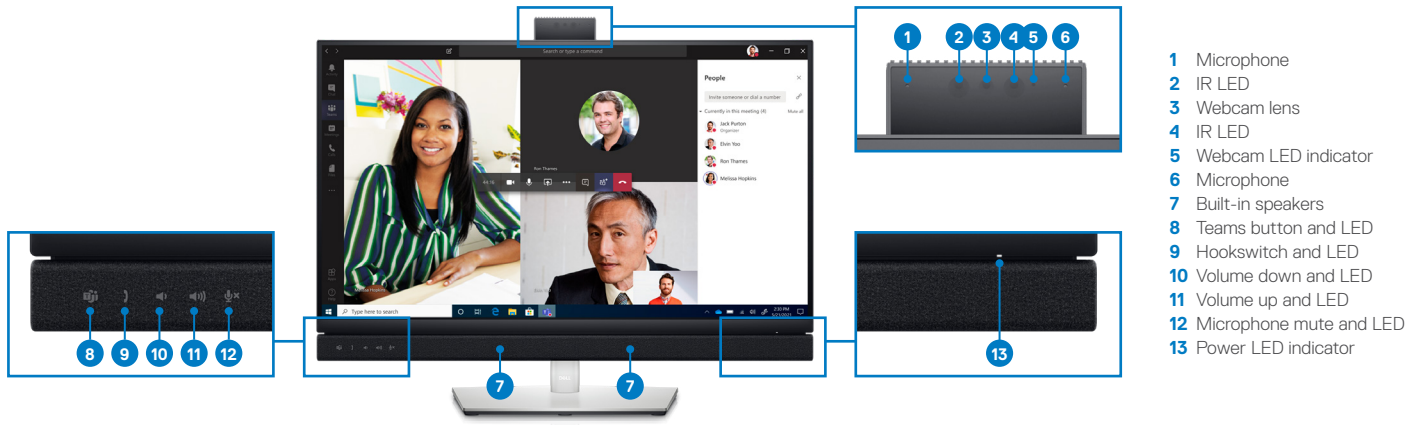 1 2 3 4 5 6
Search or type a command
People
Invite someone or dial a number
Currently in this meeting (4) Mute all
Jack Purton
Organizer
Elvin Yoo
Ron Thames
Melissa Hopkins
Ron Thames
Melissa Hopkins
Type here to search
2:30 PM
8 9 10 11 12
13
7 7
1 Microphone
2 IR LED
3 Webcam lens
4 IR LED
5 Webcam LED indicator
6 Microphone
7 Built-in speakers
8 Teams button and LED
9 Hookswitch and LED
10 Volume down and LED
11 Volume up and LED
12 Microphone mute and LED
13 Power LED indicator